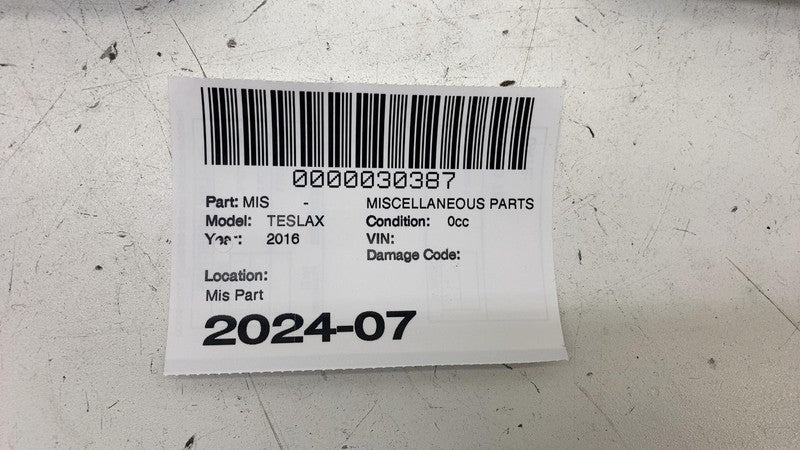 0000030387
Part: MIS - MISCELLANEOUS PARTS
Model: TESLAX Condition: 0cc
Year: 2016 VIN:
Damage Code:
Location:
Mis Part
2024-07